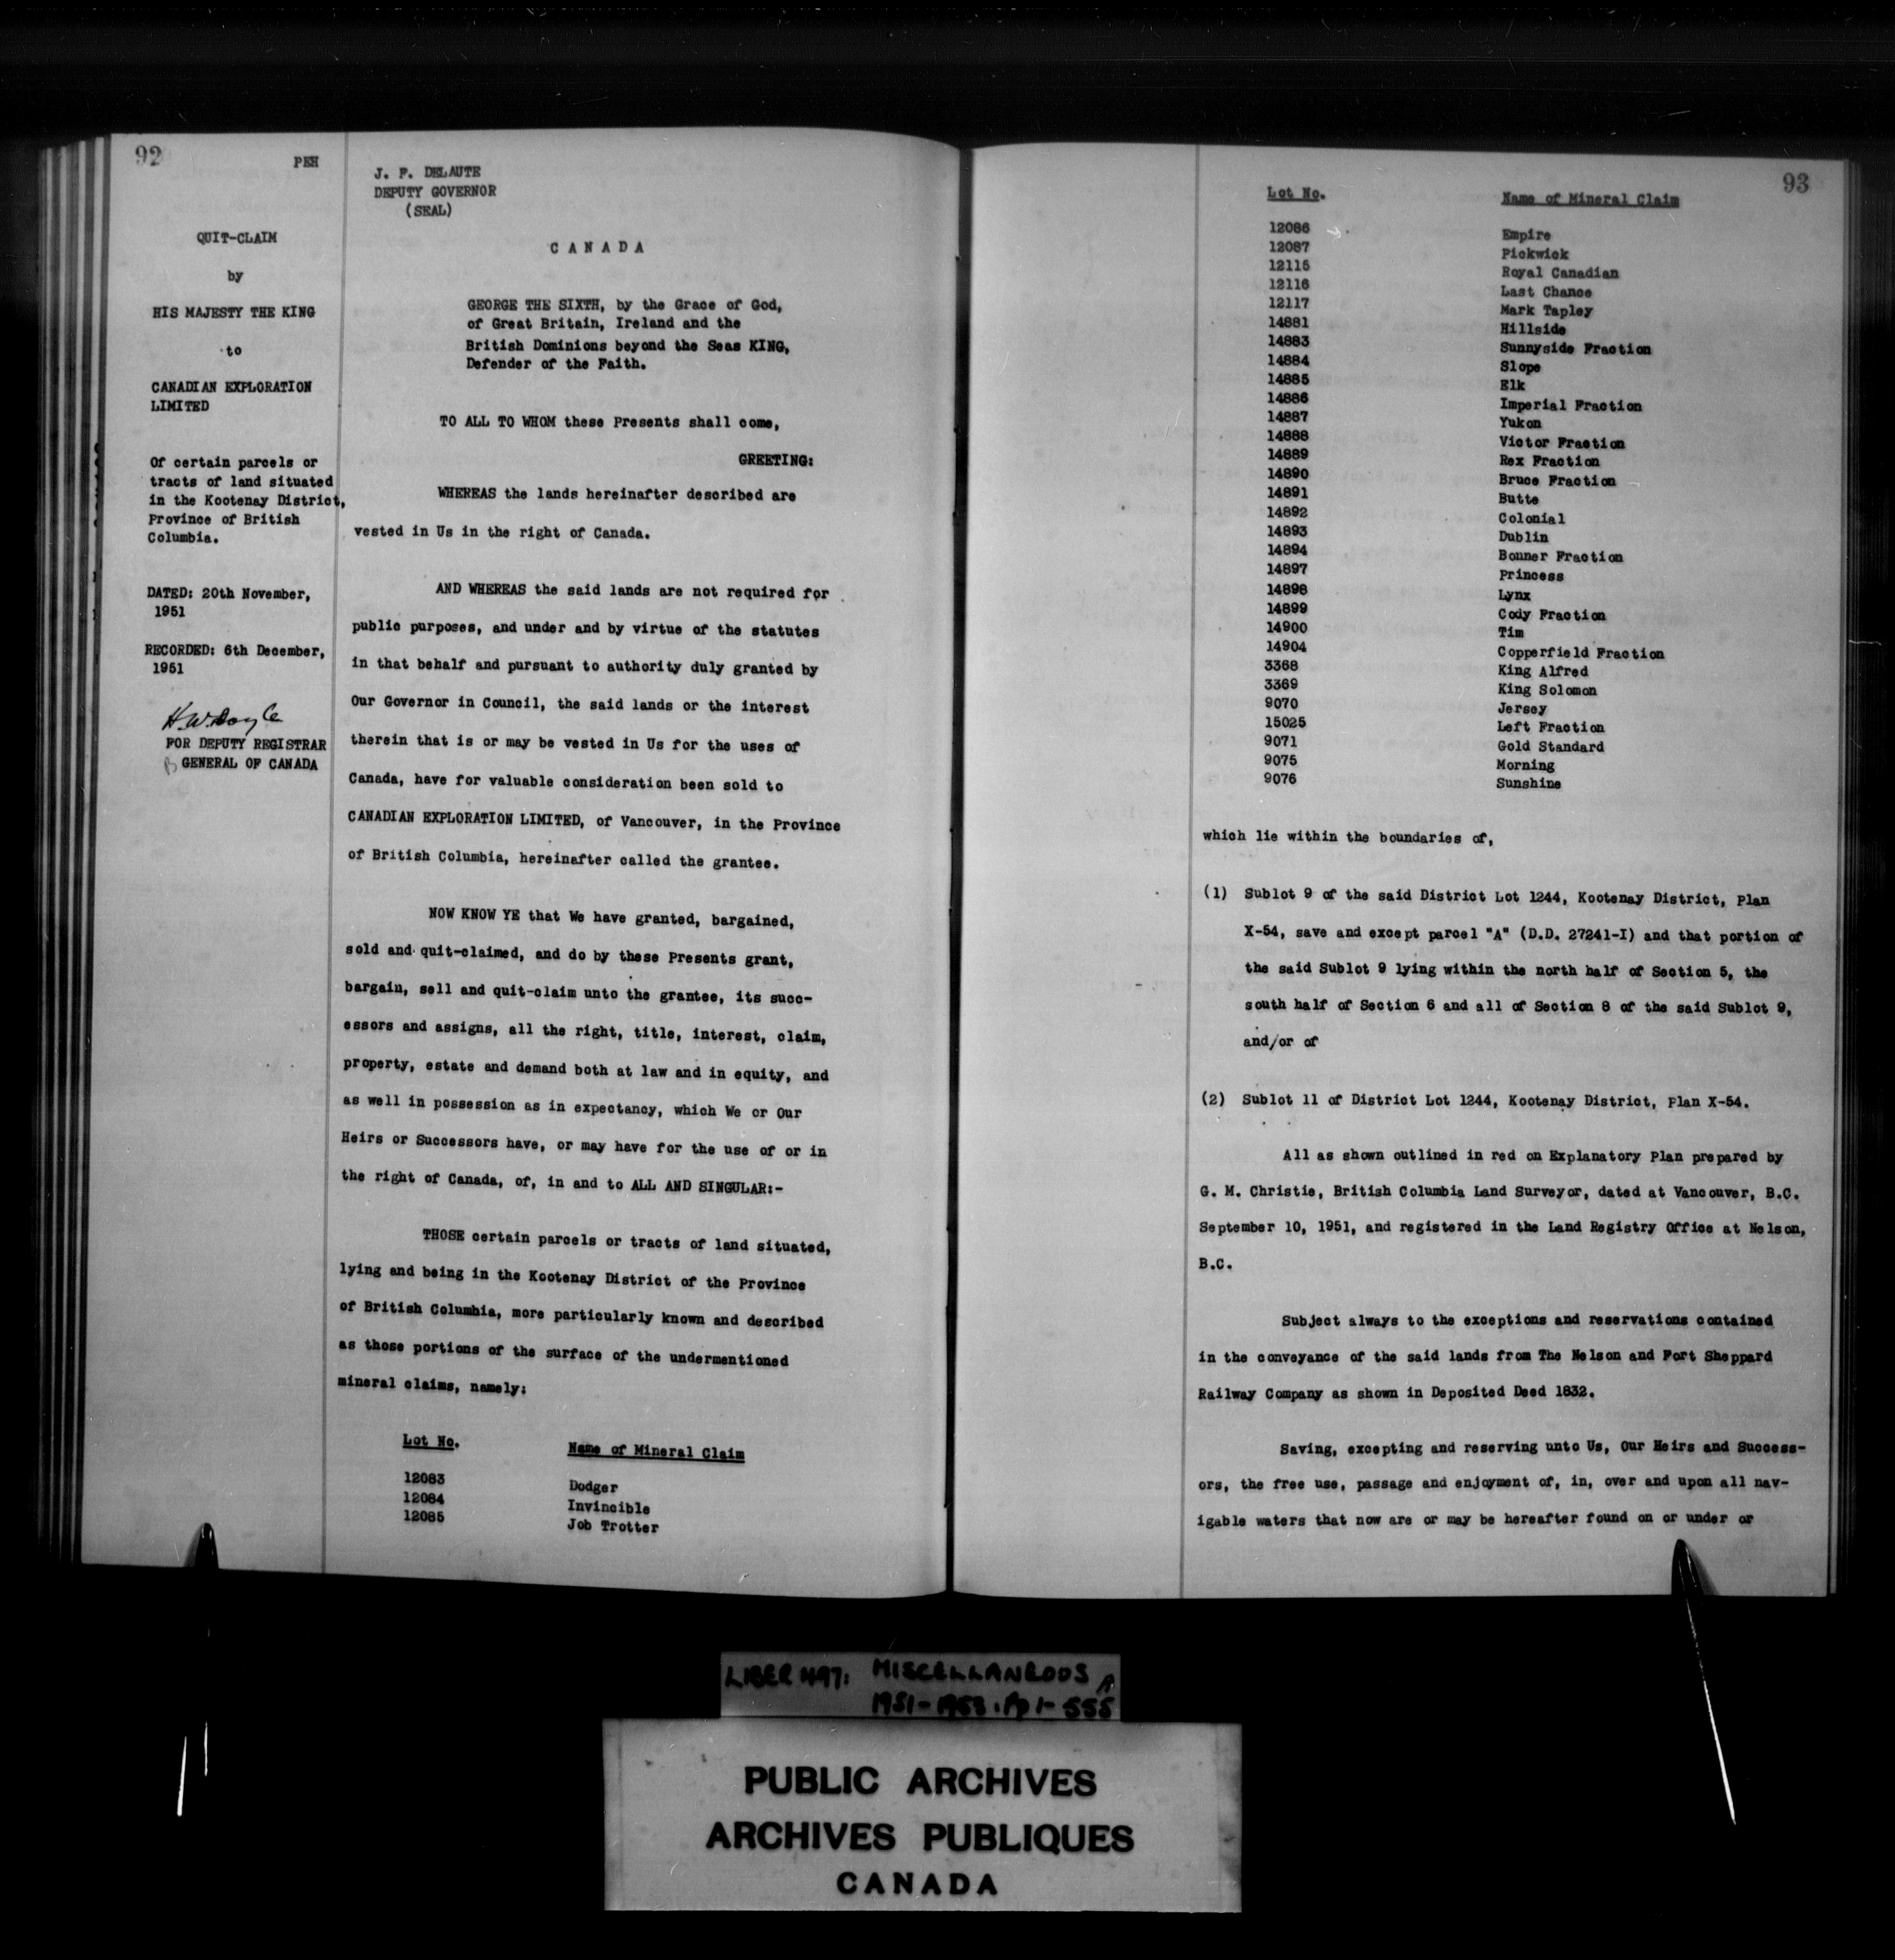 92
PEH
QUIT-CLAIM
by
HIS MAJESTY THE KING
to
CANADIAN EXPLORATION
LIMITED
Of certain parcels or
tracts of land situated
in the Kootenay District,
Province of British
Columbia.
DATED: 20th November,
1951
RECORDED: 6th December,
1951
H.W. Doyle
FOR DEPUTY REGISTRAR
GENERAL OF CANADA
J. F. DELAUTE
DEPUTY GOVERNOR
(SEAL)
CANADA
GEORGE THE SIXTH, by the Grace of God,
of Great Britain, Ireland and the
British Dominions beyond the Seas KING,
Defender of the Faith.
TO ALL TO WHOM these Presents shall come,
GREETING:
WHEREAS the lands hereinafter described are
vested in Us in the right of Canada.
AND WHEREAS the said lands are not required for
public purposes, and under and by virtue of the statutes
in that behalf and pursuant to authority duly granted by
Our Governor in Council, the said lands or the interest
therein that is or may be vested in Us for the uses of
Canada, have for valuable consideration been sold to
CANADIAN EXPLORATION LIMITED, of Vancouver, in the Province
of British Columbia, hereinafter called the grantee.
NOW KNOW YE that We have granted, bargained,
sold and quit-claimed, and do by these Presents grant,
bargain, sell and quit-claim unto the grantee, its succ-
essors and assigns, all the right, title, interest, claim,
property, estate and demand both at law and in equity, and
as well in possession as in expectancy, which We or Our
Heirs or Successors have, or may have for the use of or in
the right of Canada, of, in and to ALL AND SINGULAR:-
THOSE certain parcels or tracts of land situated,
lying and being in the Kootenay District of the Province
of British Columbia, more particularly known and described
as those portions of the surface of the undermentioned
mineral claims, namely:
Lot No. Name of Mineral Claim
12083 Dodger
12084 Invincible
12085 Job Trotter
93
Lot No. Name of Mineral Claim
12086 Empire
12087 Pickwick
12115 Royal Canadian
12116 Last Chance
12117 Mark Tapley
14881 Hillside
14883 Sunnyside Fraction
14884 Slope
14885 Elk
14886 Imperial Fraction
14887 Yukon
14888 Victor Fraction
14889 Rex Fraction
14890 Bruce Fraction
14891 Butte
14892 Colonial
14893 Dublin
14894 Bonner Fraction
14897 Princess
14898 Lynx
14899 Cody Fraction
14900 Tim
14904 Copperfield Fraction
3368 King Alfred
3369 King Solomon
9070 Jersey
15025 Left Fraction
9071 Gold Standard
9075 Morning
9076 Sunshine
which lie within the boundaries of,
(1) Sublot 9 of the said District Lot 1244, Kootenay District, Plan
X-54, save and except parcel "A" (D.D. 27241-I) and that portion of
the said Sublot 9 lying within the north half of Section 5, the
south half of Section 6 and all of Section 8 of the said Sublot 9,
and/or of
(2) Sublot 11 of District Lot 1244, Kootenay District, Plan X-54.
All as shown outlined in red on Explanatory Plan prepared by
G. M. Christie, British Columbia Land Surveyor, dated at Vancouver, B.C.
September 10, 1951, and registered in the Land Registry Office at Nelson,
B.C.
Subject always to the exceptions and reservations contained
in the conveyance of the said lands from The Nelson and Fort Sheppard
Railway Company as shown in Deposited Deed 1832.
Saving, excepting and reserving unto Us, Our Heirs and Success-
ors, the free use, passage and enjoyment of, in, over and upon all nav-
igable waters that now are or may be hereafter found on or under or
LIBER 497: MISCELLANEOUS A
1951-1953. Pp 1-555
PUBLIC ARCHIVES
ARCHIVES PUBLIQUES
CANADA